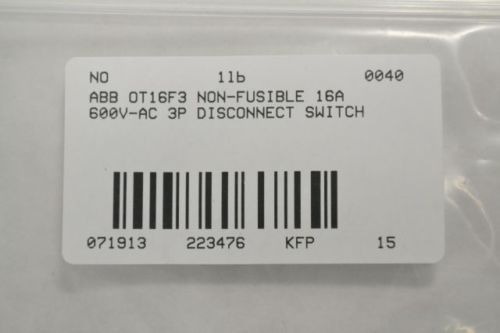 NO 1lb 0040
ABB OT16F3 NON-FUSIBLE 16A
600V-AC 3P DISCONNECT SWITCH
071913 223476 KFP 15